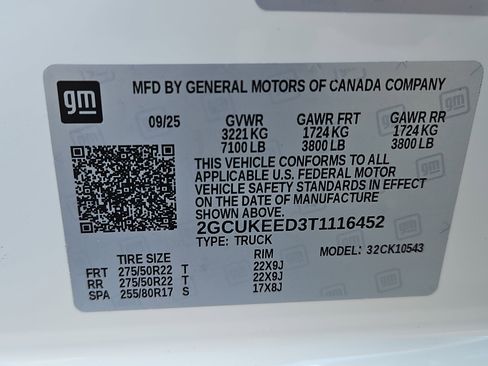 gm
MFD BY GENERAL MOTORS OF CANADA COMPANY
09/25 GVWR GAWR FRT GAWR RR
3221 KG 1724 KG 1724 KG
7100 LB 3800 LB 3800 LB
THIS VEHICLE CONFORMS TO ALL
APPLICABLE U.S. FEDERAL MOTOR
VEHICLE SAFETY STANDARDS IN EFFECT
ON THE DATE OF MANUFACTURE
SHOWN ABOVE.
2GCUKEED3T1116452
TYPE: TRUCK MODEL: 32CK10543
TIRE SIZE RIM
FRT 275/50R22 T 22X9J
RR 275/50R22 T 22X9J
SPA 255/80R17 S 17X8J